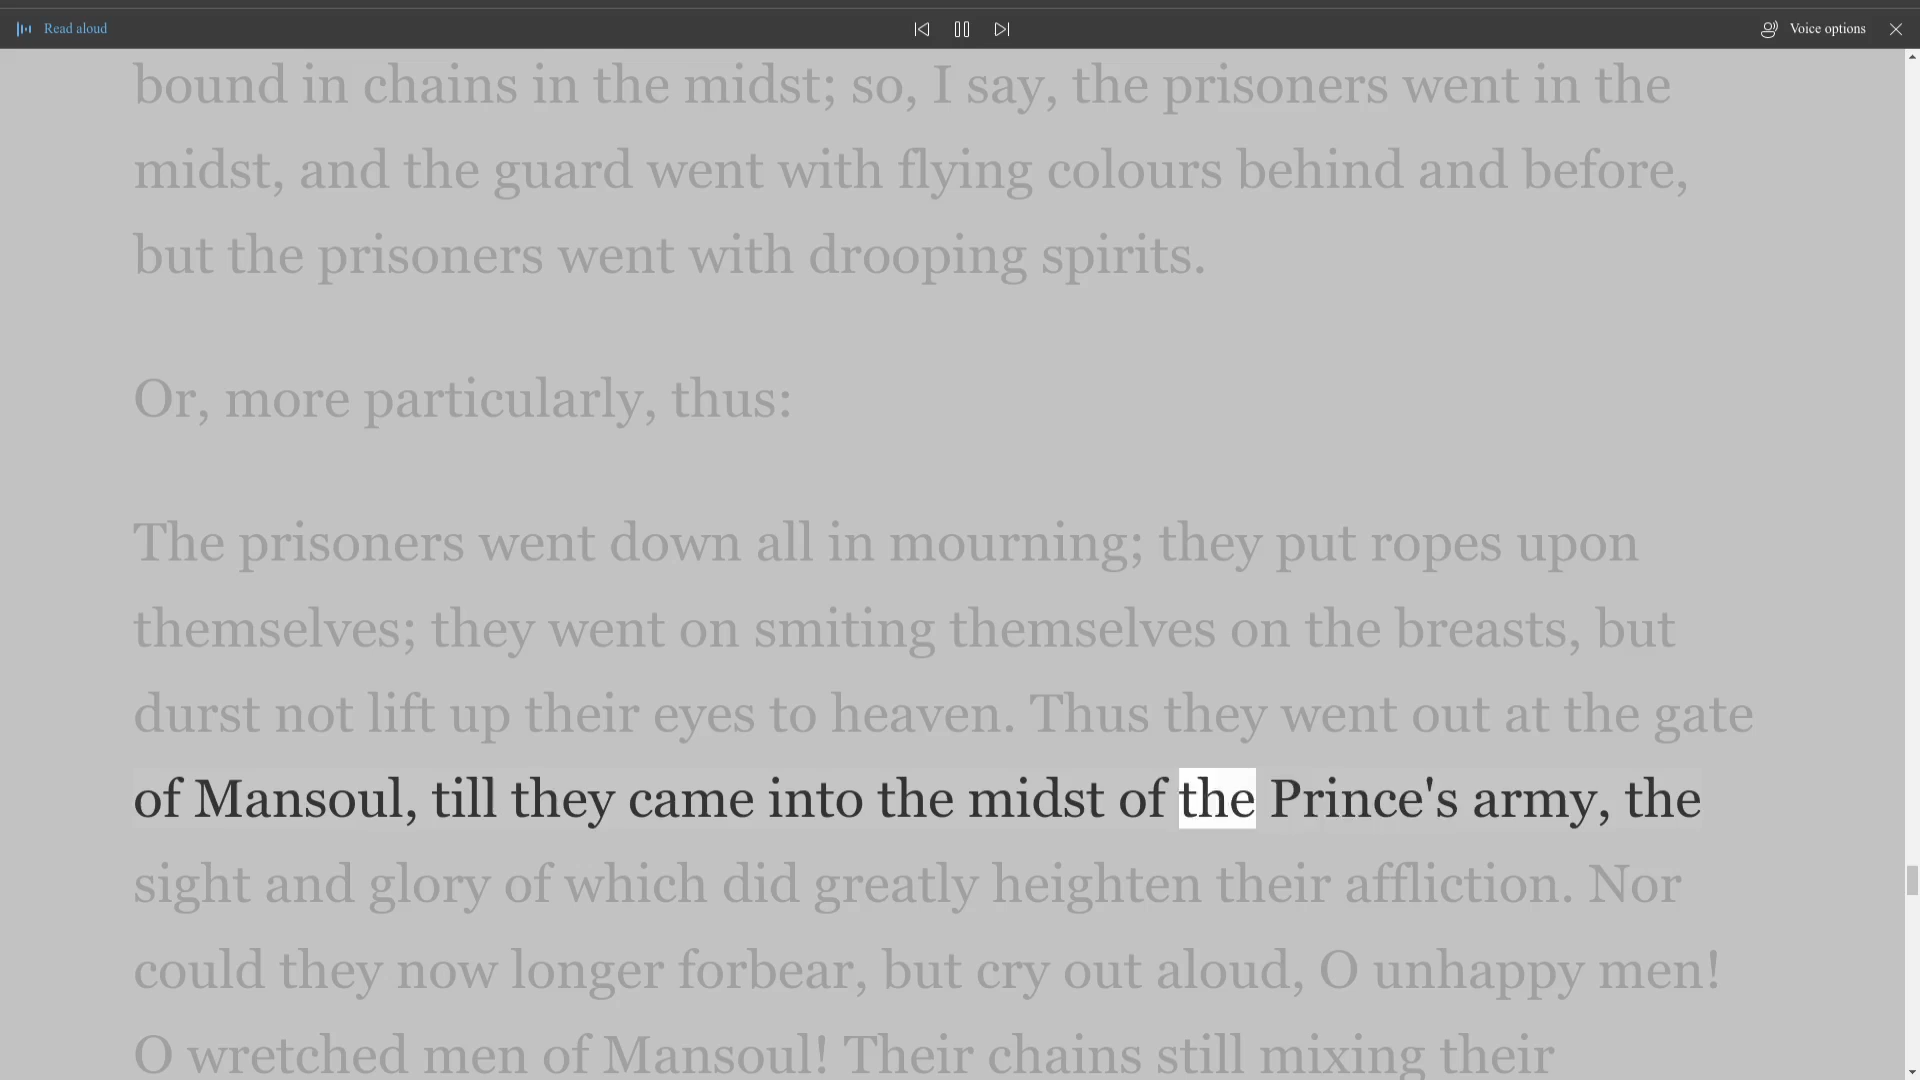 Read aloud
Voice options
bound in chains in the midst; so, I say, the prisoners went in the
midst, and the guard went with flying colours behind and before,
but the prisoners went with drooping spirits.
Or, more particularly, thus:
The prisoners went down all in mourning; they put ropes upon
themselves; they went on smiting themselves on the breasts, but
durst not lift up their eyes to heaven. Thus they went out at the gate
of Mansoul, till they came into the midst of the Prince's army, the
sight and glory of which did greatly heighten their affliction. Nor
could they now longer forbear, but cry out aloud, O unhappy men!
O wretched men of Mansoul! Their chains still mixing their